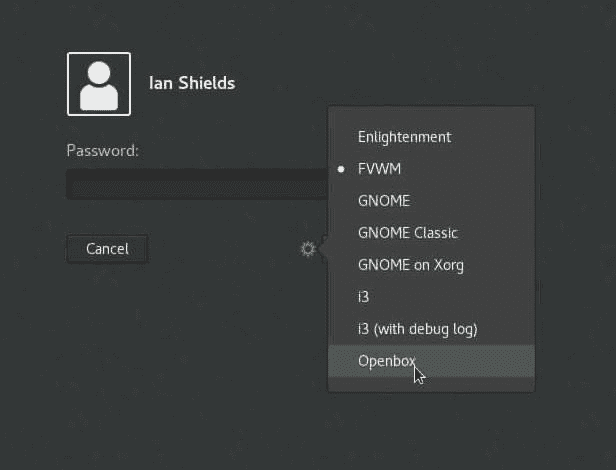 Ian Shields
Password:
Cancel
Enlightenment
FVWM
GNOME
GNOME Classic
GNOME on Xorg
i3
i3 (with debug log)
Openbox